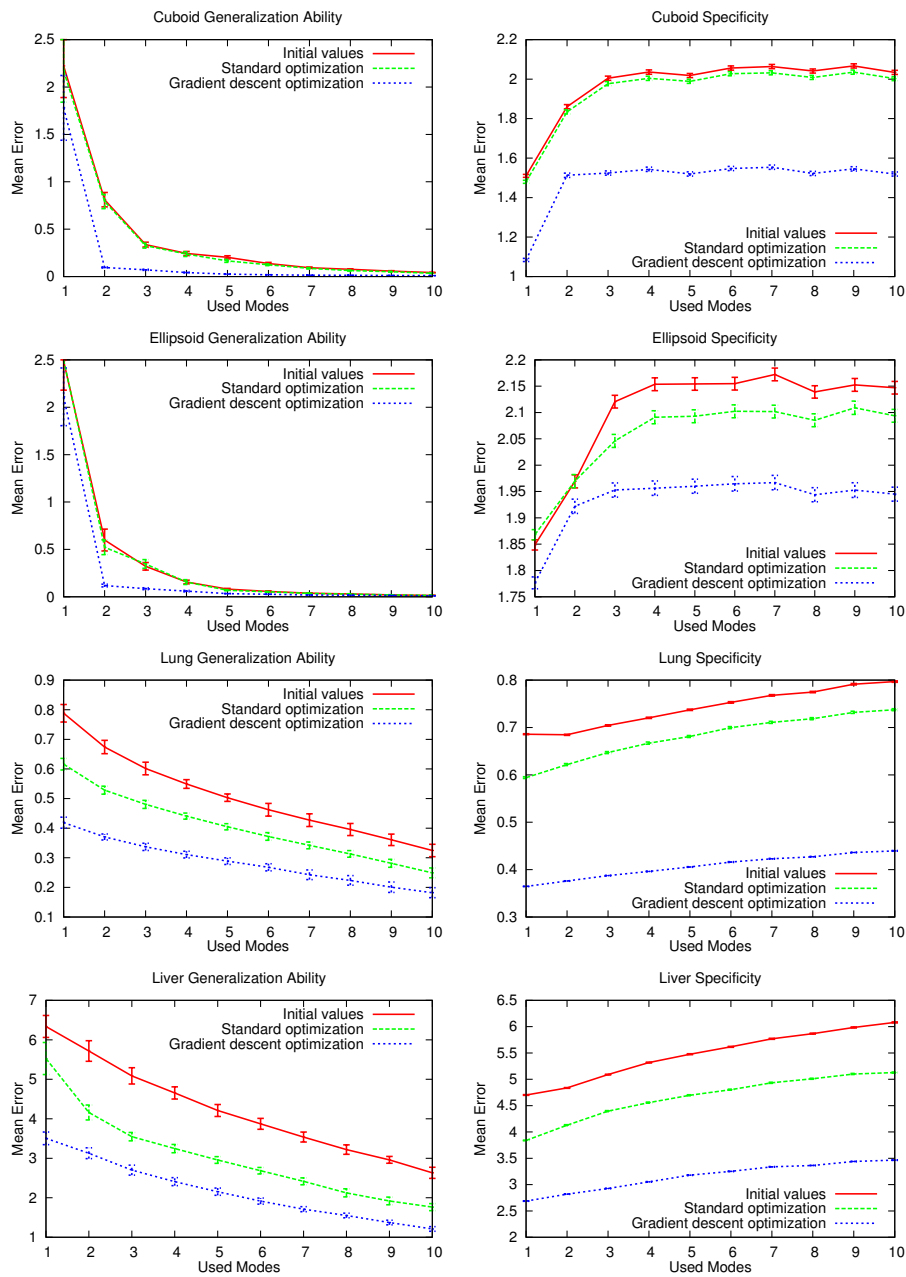 Cuboid Generalization Ability
Mean Error
2.5
2
1.5
1
0.5
0
Initial values
Standard optimization
Gradient descent optimization
1 2 3 4 5 6 7 8 9 10
Used Modes
Cuboid Specificity
Mean Error
2.2
2
1.8
1.6
1.4
1.2
1
Initial values
Standard optimization
Gradient descent optimization
1 2 3 4 5 6 7 8 9 10
Used Modes
Ellipsoid Generalization Ability
Mean Error
2.5
2
1.5
1
0.5
0
Initial values
Standard optimization
Gradient descent optimization
1 2 3 4 5 6 7 8 9 10
Used Modes
Ellipsoid Specificity
Mean Error
2.2
2.15
2.1
2.05
2
1.95
1.9
1.85
1.8
1.75
Initial values
Standard optimization
Gradient descent optimization
1 2 3 4 5 6 7 8 9 10
Used Modes
Lung Generalization Ability
Mean Error
0.9
0.8
0.7
0.6
0.5
0.4
0.3
0.2
0.1
Initial values
Standard optimization
Gradient descent optimization
1 2 3 4 5 6 7 8 9 10
Used Modes
Lung Specificity
Mean Error
0.8
0.7
0.6
0.5
0.4
0.3
Initial values
Standard optimization
Gradient descent optimization
1 2 3 4 5 6 7 8 9 10
Used Modes
Liver Generalization Ability
Mean Error
7
6
5
4
3
2
1
Initial values
Standard optimization
Gradient descent optimization
1 2 3 4 5 6 7 8 9 10
Used Modes
Liver Specificity
Mean Error
6.5
6
5.5
5
4.5
4
3.5
3
2.5
2
Initial values
Standard optimization
Gradient descent optimization
1 2 3 4 5 6 7 8 9 10
Used Modes